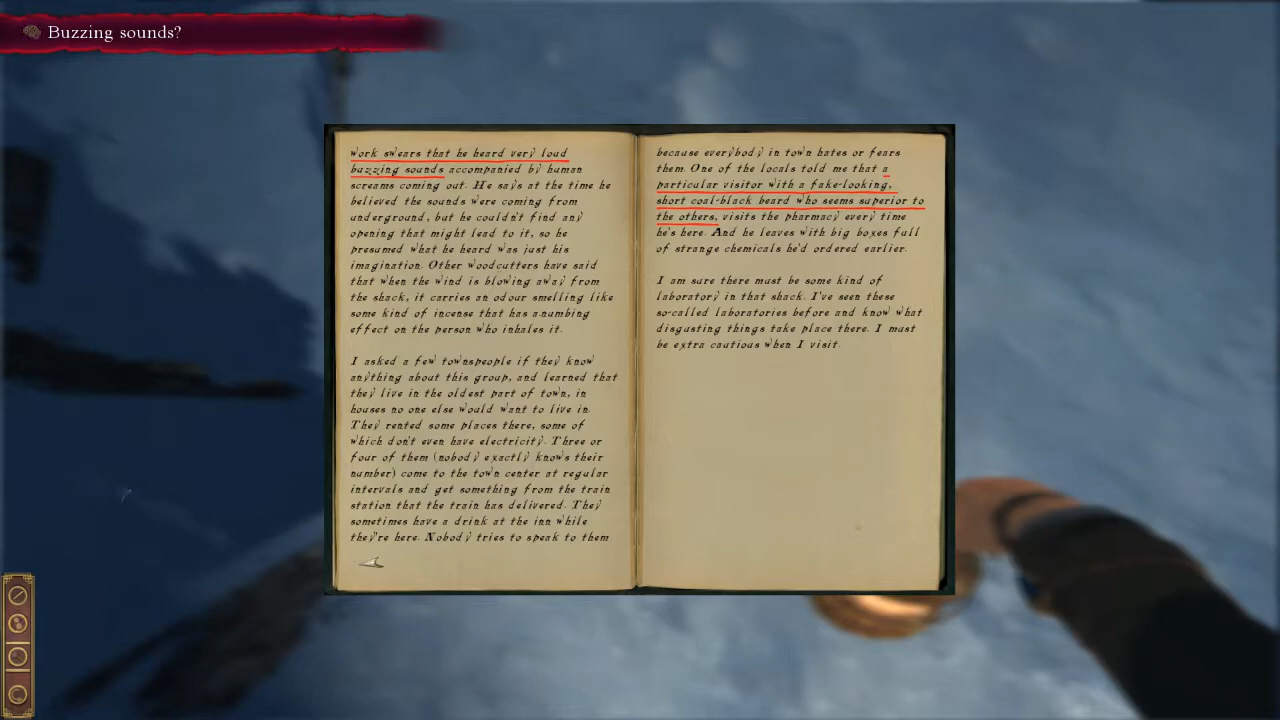 Buzzing sounds?
work swears that he heard very loud
buzzing sounds accompanied by human
screams coming out. He says at the time he
believed the sounds were coming from
underground, but he couldn't find any
opening that might lead to it, so he
presumed what he heard was just his
imagination. Other woodcutters have said
that when the wind is blowing away from
the shack, it carries an odour smelling like
some kind of incense that has a numbing
effect on the person who inhales it.
I asked a few townspeople if they know
anything about this group, and learned that
they live in the oldest part of town, in
houses no one else would want to live in.
They rented some places there, some of
which don't even have electricity. Three or
four of them (nobody exactly knows their
number) come to the town center at regular
intervals and get something from the train
station that the train has delivered. They
sometimes have a drink at the inn while
they're here. Nobody tries to speak to them
because everybody in town hates or fears
them. One of the locals told me that a
particular visitor with a fake-looking,
short coal-black beard who seems superior to
the others, visits the pharmacy every time
he's here. And he leaves with big boxes full
of strange chemicals he'd ordered earlier.
I am sure there must be some kind of
laboratory in that shack. I've seen these
so-called laboratories before and know what
disgusting things take place there. I must
be extra cautious when I visit.